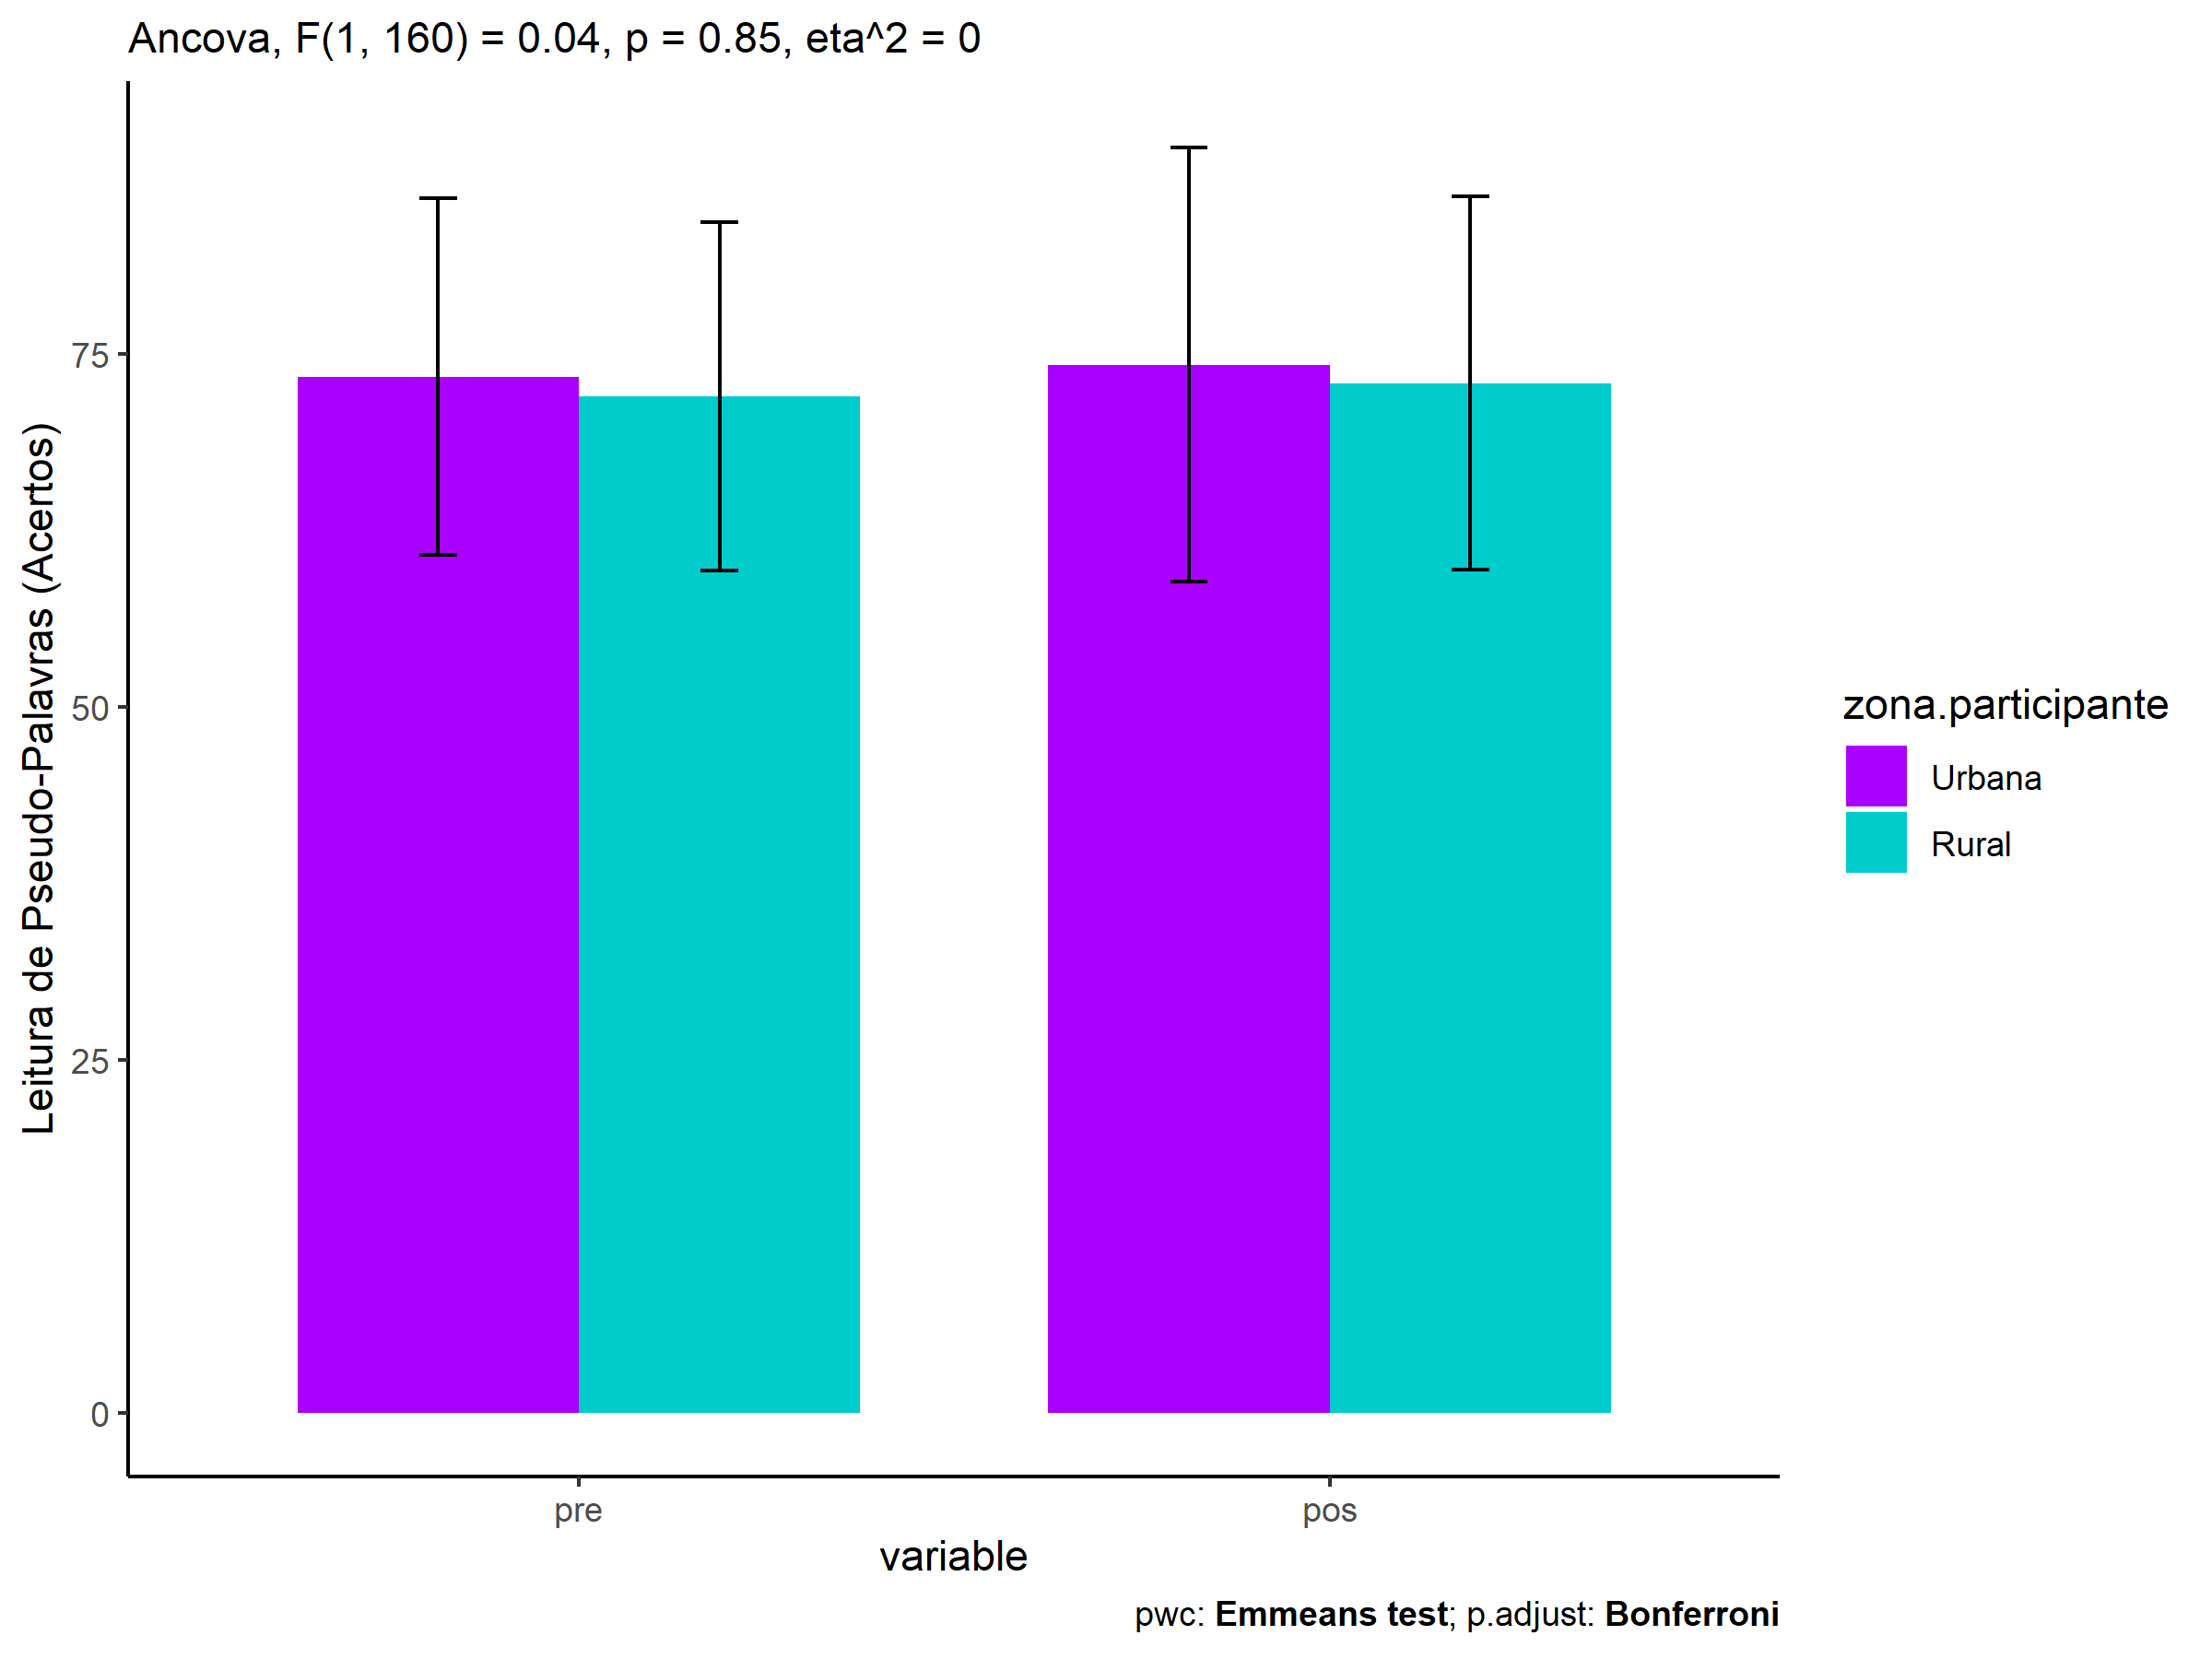 Ancova, F(1, 160) = 0.04, p = 0.85, eta^2 = 0
Leitura de Pseudo-Palavras (Acertos)
75
50
25
0
pre
pos
variable
zona.participante
Urbana
Rural
pwc: Emmeans test; p.adjust: Bonferroni